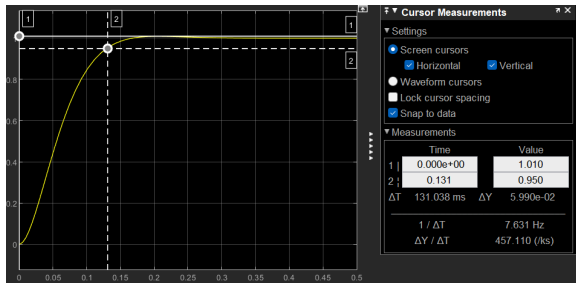 1
2
1
2
0.8
0.6
0.4
0.2
0
0
0.05
0.1
0.15
0.2
0.25
0.3
0.35
0.4
0.45
0.5
Cursor Measurements
Settings
Screen cursors
Horizontal Vertical
Waveform cursors
Lock cursor spacing
Snap to data
Measurements
Time Value
1 | 0.000e+00 1.010
2 ¦ 0.131 0.950
ΔT 131.038 ms ΔY 5.990e-02
1 / ΔT 7.631 Hz
ΔY / ΔT 457.110 (/ks)